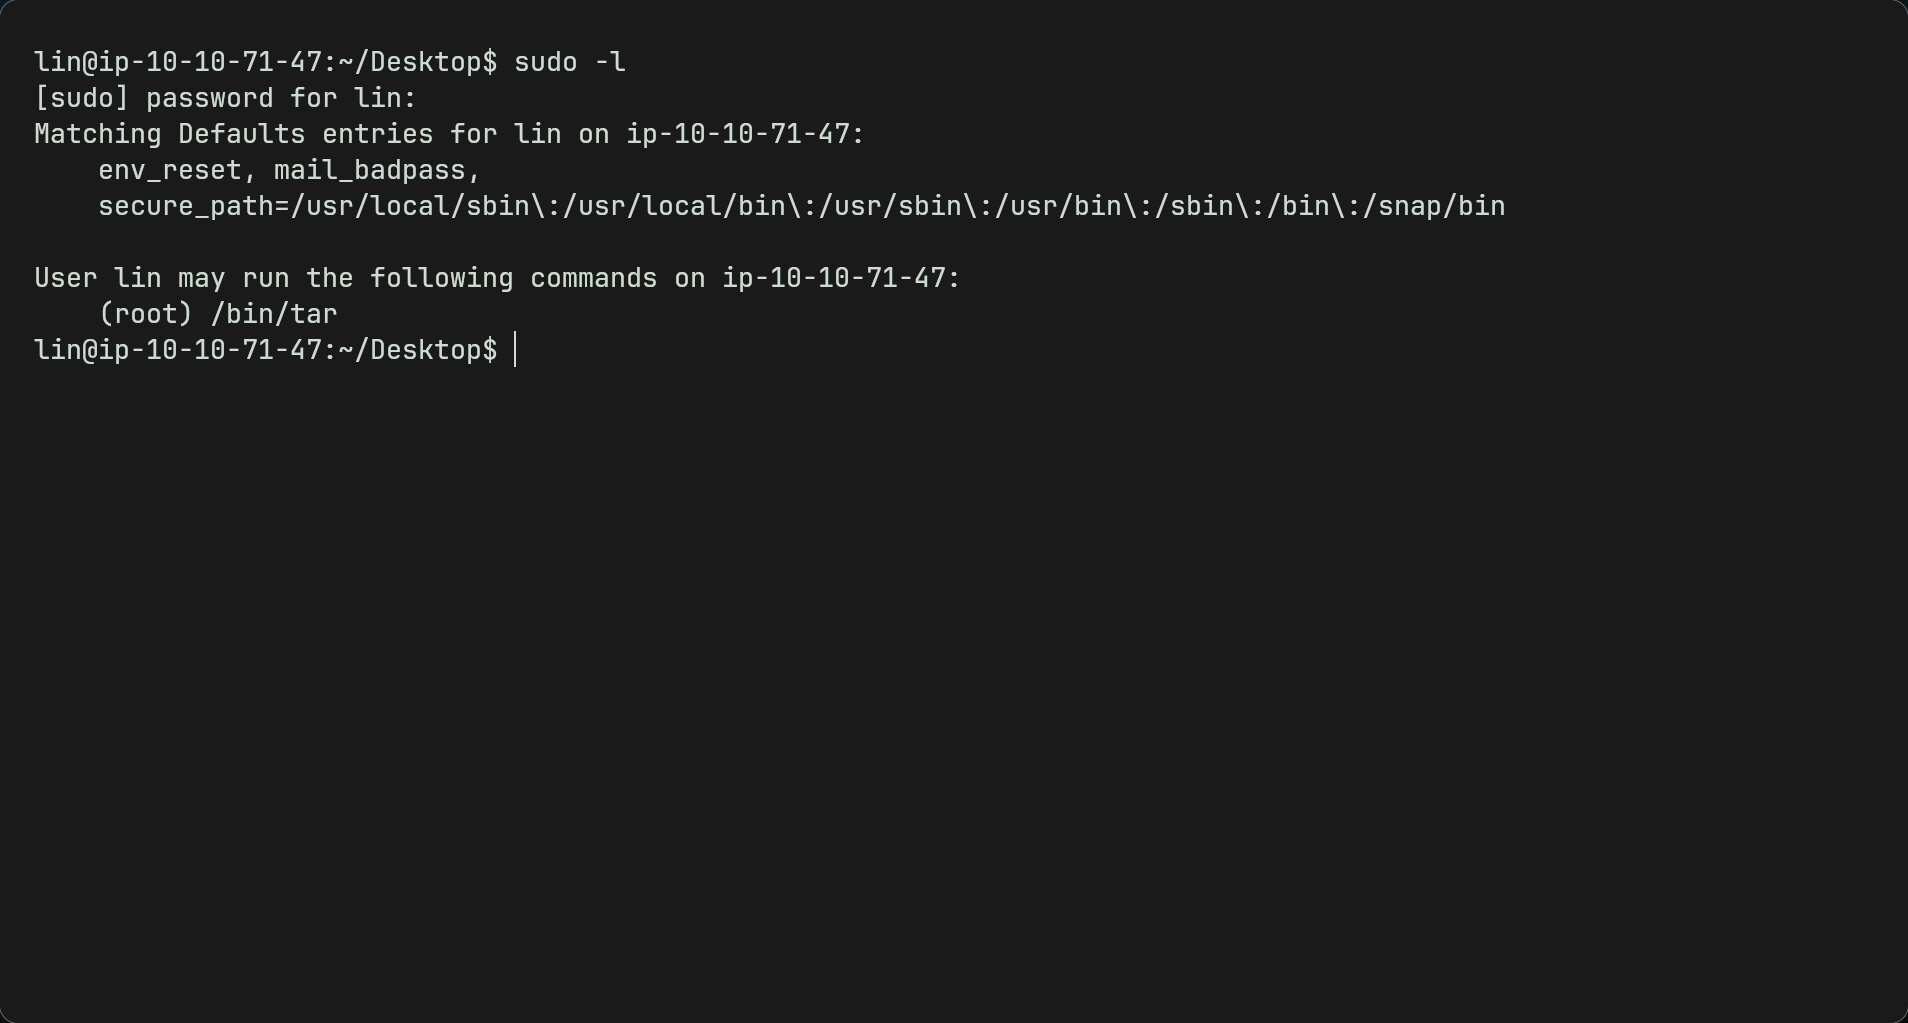 lin@ip-10-10-71-47:~/Desktop$ sudo -l
[sudo] password for lin:
Matching Defaults entries for lin on ip-10-10-71-47:
    env_reset, mail_badpass,
    secure_path=/usr/local/sbin\:/usr/local/bin\:/usr/sbin\:/usr/bin\:/sbin\:/bin\:/snap/bin

User lin may run the following commands on ip-10-10-71-47:
    (root) /bin/tar
lin@ip-10-10-71-47:~/Desktop$